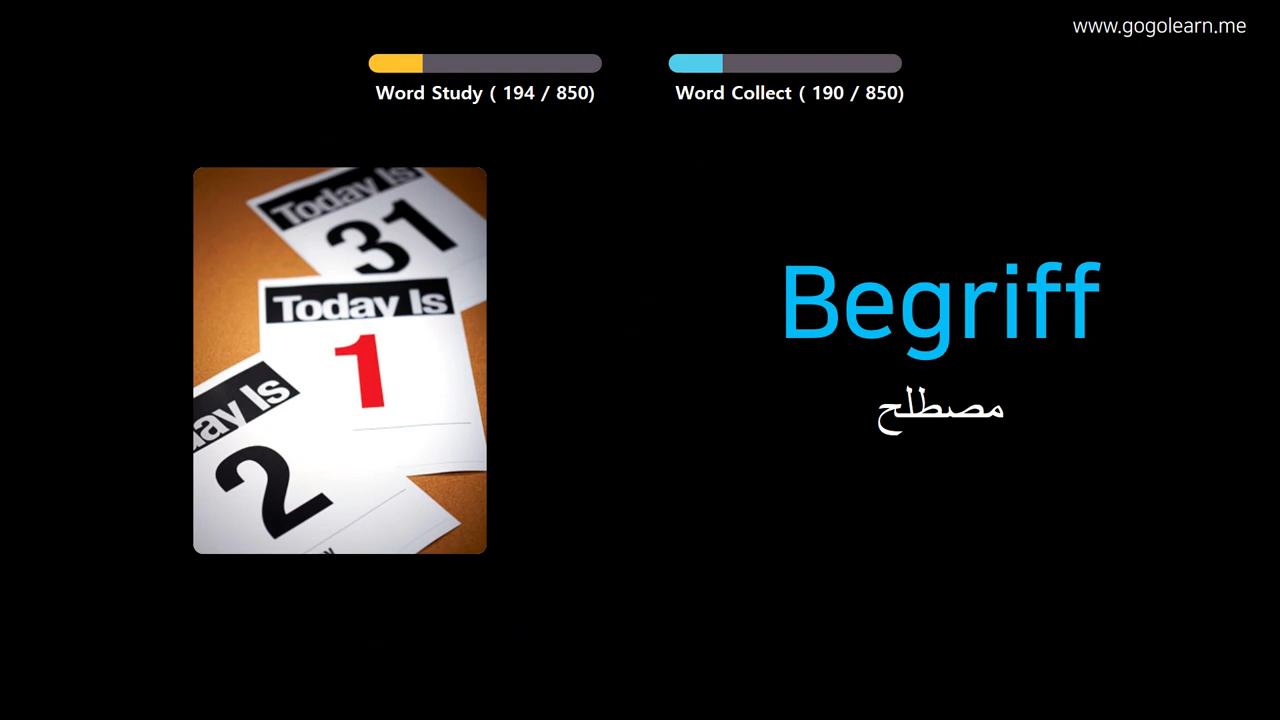 www.gogolearn.me
Word Study ( 194 / 850)
Word Collect ( 190 / 850)
Today Is
31
Today Is
1
ay Is
2
Begriff
مصطلح